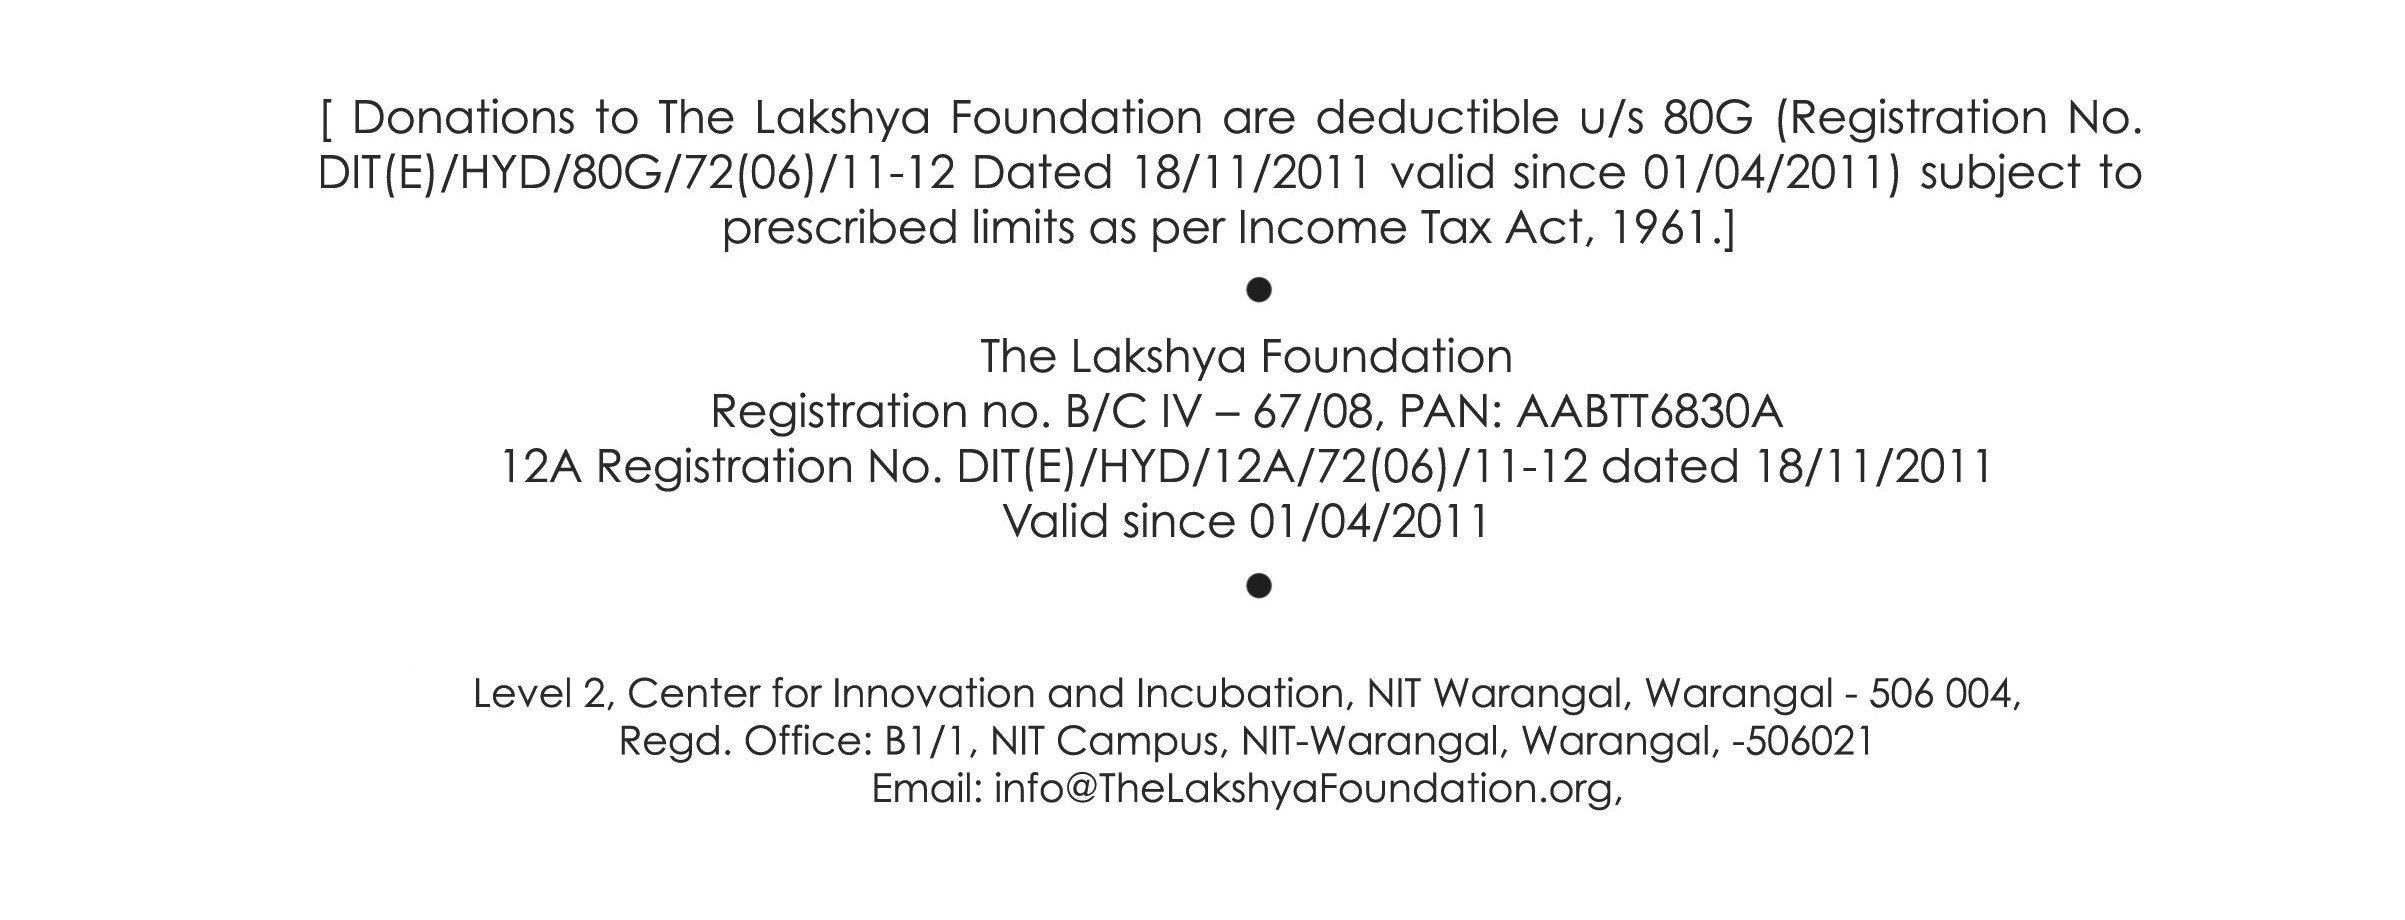 [ Donations to The Lakshya Foundation are deductible u/s 80G (Registration No.
DIT(E)/HYD/80G/72(06)/11-12 Dated 18/11/2011 valid since 01/04/2011) subject to
prescribed limits as per Income Tax Act, 1961.]
●
The Lakshya Foundation
Registration no. B/C IV – 67/08, PAN: AABTT6830A
12A Registration No. DIT(E)/HYD/12A/72(06)/11-12 dated 18/11/2011
Valid since 01/04/2011
●
Level 2, Center for Innovation and Incubation, NIT Warangal, Warangal - 506 004,
Regd. Office: B1/1, NIT Campus, NIT-Warangal, Warangal, -506021
Email: info@TheLakshyaFoundation.org,